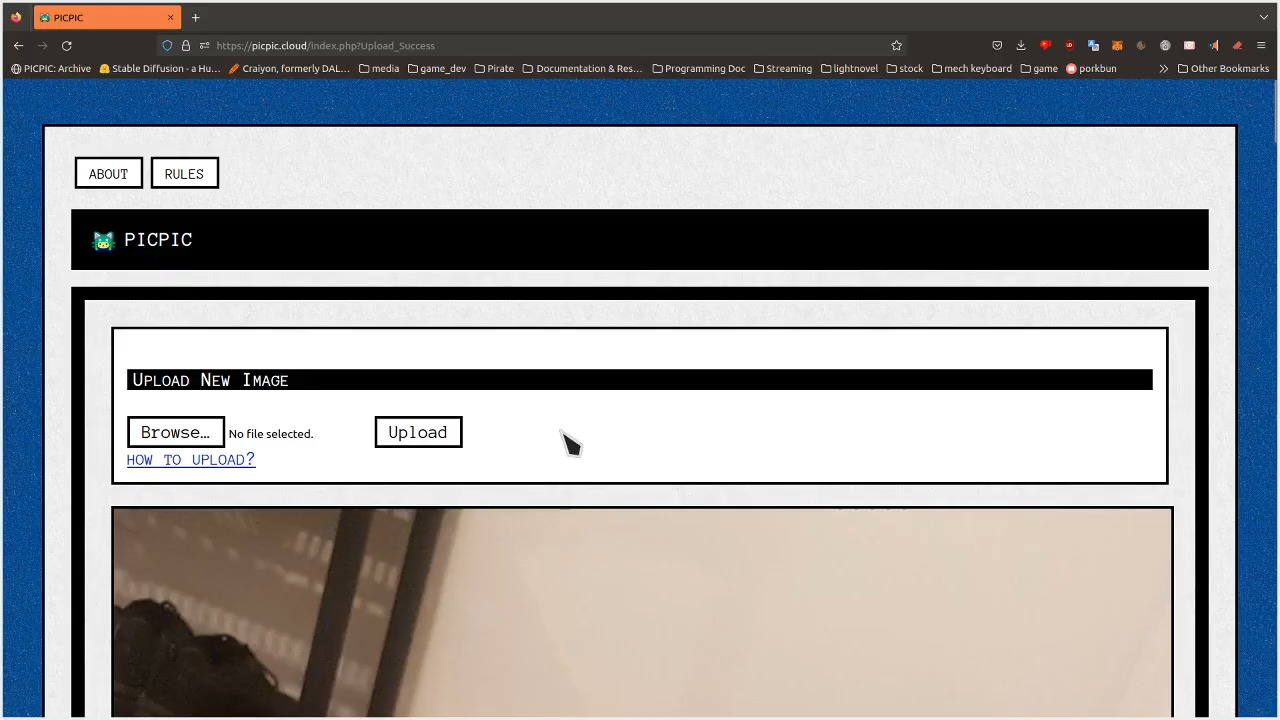 PICPIC
https://picpic.cloud/index.php?Upload_Success
PICPIC: Archive
Stable Diffusion - a Hu…
Craiyon, formerly DAL…
media
game_dev
Pirate
Documentation & Res…
Programming Doc
Streaming
lightnovel
stock
mech keyboard
game
porkbun
Other Bookmarks
ABOUT
RULES
PICPIC
Upload New Image
Browse…
No file selected.
Upload
HOW TO UPLOAD?